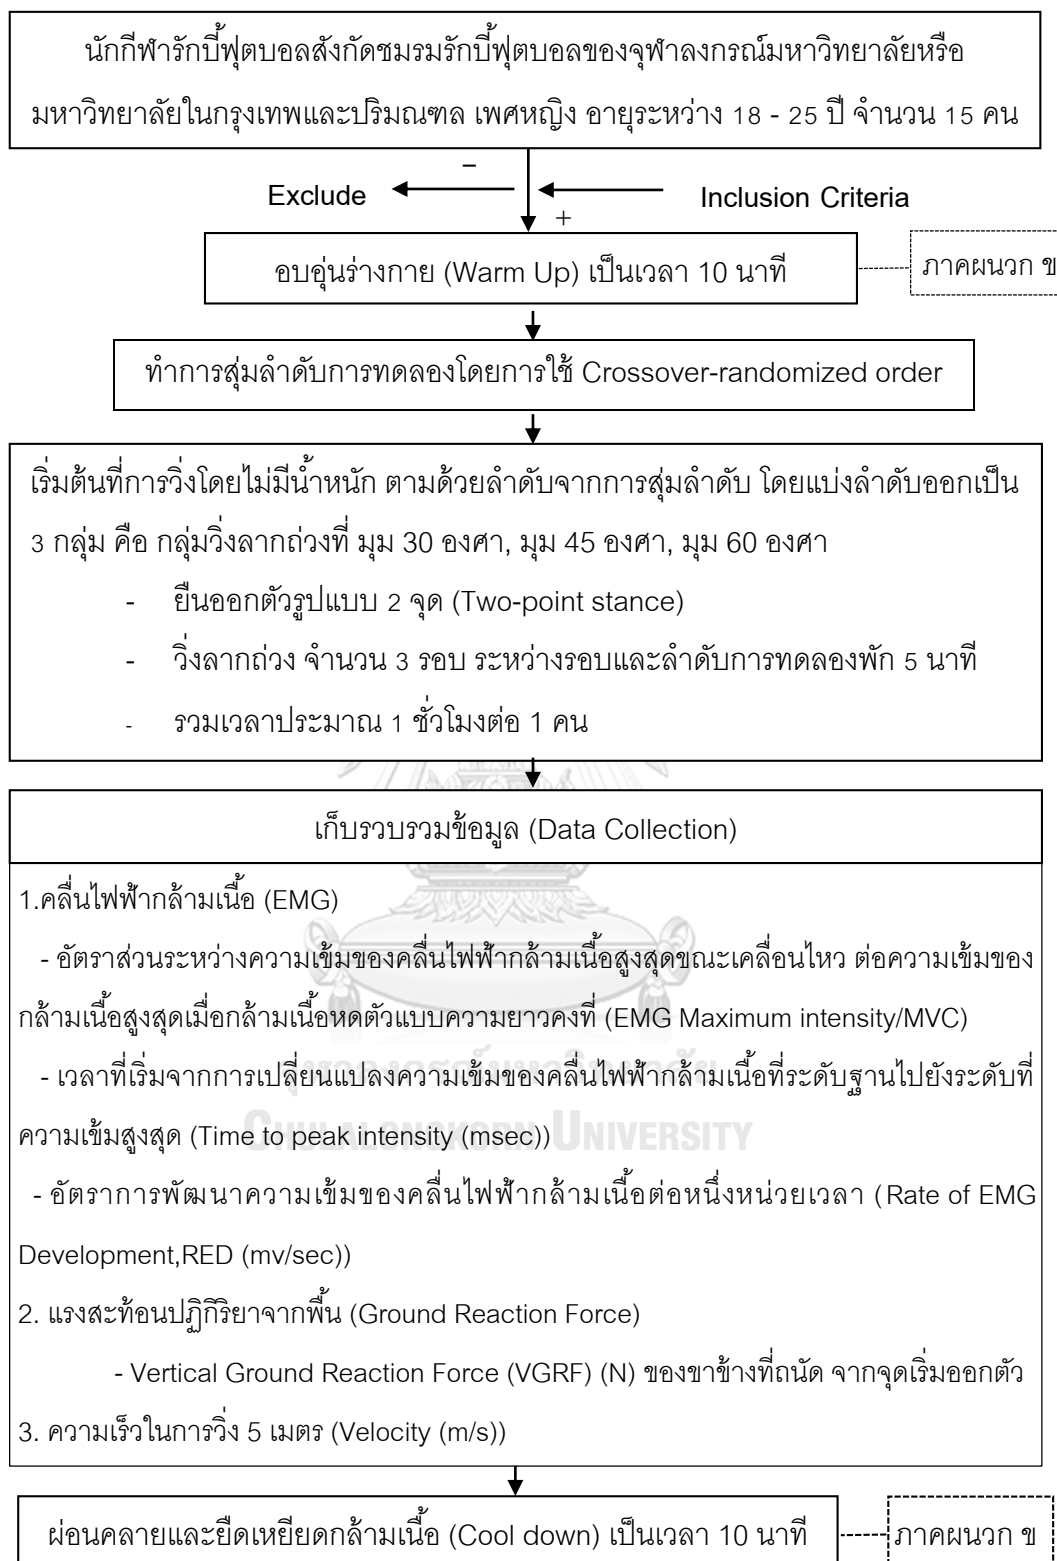 นักกีฬารักบี้ฟุตบอลสังกัดชมรมรักบี้ฟุตบอลของจุฬาลงกรณ์มหาวิทยาลัยหรือ
มหาวิทยาลัยในกรุงเทพและปริมณฑล เพศหญิง อายุระหว่าง 18 - 25 ปี จำนวน 15 คน
−
Exclude
Inclusion Criteria
+
อบอุ่นร่างกาย (Warm Up) เป็นเวลา 10 นาที
ภาคผนวก ข
ทำการสุ่มลำดับการทดลองโดยการใช้ Crossover-randomized order
เริ่มต้นที่การวิ่งโดยไม่มีน้ำหนัก ตามด้วยลำดับจากการสุ่มลำดับ โดยแบ่งลำดับออกเป็น
3 กลุ่ม คือ กลุ่มวิ่งลากถ่วงที่ มุม 30 องศา, มุม 45 องศา, มุม 60 องศา
- ยืนออกตัวรูปแบบ 2 จุด (Two-point stance)
- วิ่งลากถ่วง จำนวน 3 รอบ ระหว่างรอบและลำดับการทดลองพัก 5 นาที
- รวมเวลาประมาณ 1 ชั่วโมงต่อ 1 คน
เก็บรวบรวมข้อมูล (Data Collection)
1.คลื่นไฟฟ้ากล้ามเนื้อ (EMG)
- อัตราส่วนระหว่างความเข้มของคลื่นไฟฟ้ากล้ามเนื้อสูงสุดขณะเคลื่อนไหว ต่อความเข้มของ
กล้ามเนื้อสูงสุดเมื่อกล้ามเนื้อหดตัวแบบความยาวคงที่ (EMG Maximum intensity/MVC)
จุฬาลงกรณ์มหาวิทยาลัย
- เวลาที่เริ่มจากการเปลี่ยนแปลงความเข้มของคลื่นไฟฟ้ากล้ามเนื้อที่ระดับฐานไปยังระดับที่
ความเข้มสูงสุด (Time to peak intensity (msec))
CHULALONGKORN UNIVERSITY
- อัตราการพัฒนาความเข้มของคลื่นไฟฟ้ากล้ามเนื้อต่อหนึ่งหน่วยเวลา (Rate of EMG
Development,RED (mv/sec))
2. แรงสะท้อนปฏิกิริยาจากพื้น (Ground Reaction Force)
- Vertical Ground Reaction Force (VGRF) (N) ของขาข้างที่ถนัด จากจุดเริ่มออกตัว
3. ความเร็วในการวิ่ง 5 เมตร (Velocity (m/s))
ผ่อนคลายและยืดเหยียดกล้ามเนื้อ (Cool down) เป็นเวลา 10 นาที
ภาคผนวก ข